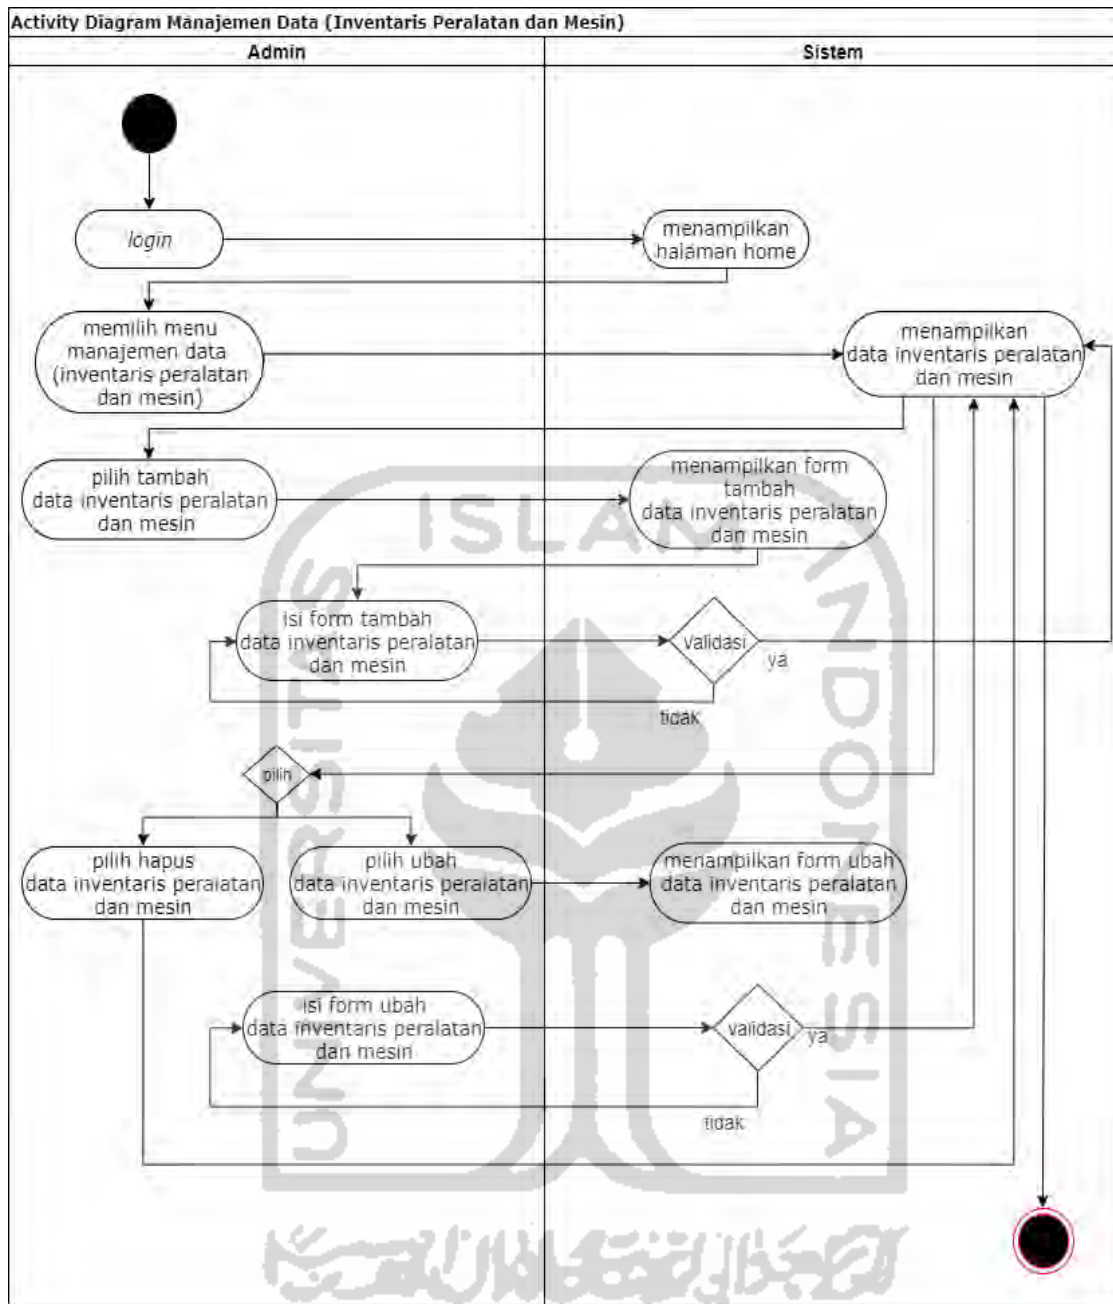 Activity Diagram Manajemen Data (Inventaris Peralatan dan Mesin)
Admin
Sistem
login
menampilkan
halaman home
memilih menu
manajemen data
(inventaris peralatan
dan mesin)
menampilkan
data inventaris peralatan
dan mesin
pilih tambah
data inventaris peralatan
dan mesin
menampilkan form
tambah
data inventaris peralatan
dan mesin
isi form tambah
data inventaris peralatan
dan mesin
validasi
ya
tidak
pilih
pilih hapus
data inventaris peralatan
dan mesin
pilih ubah
data inventaris peralatan
dan mesin
menampilkan form ubah
data inventaris peralatan
dan mesin
isi form ubah
data inventaris peralatan
dan mesin
validasi
ya
tidak
UNIVERSITAS
ISLAM
INDONESIA